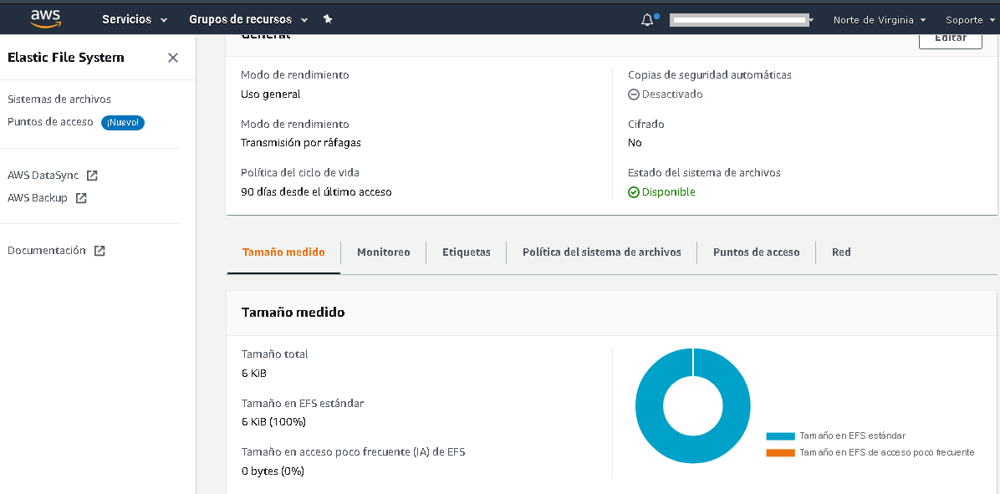 aws Servicios Grupos de recursos Norte de Virginia Soporte
Elastic File System
Sistemas de archivos
Puntos de acceso ¡Nuevo!
AWS DataSync
AWS Backup
Documentación
General Editar
Modo de rendimiento
Uso general
Modo de rendimiento
Transmisión por ráfagas
Política del ciclo de vida
90 días desde el último acceso
Copias de seguridad automáticas
Desactivado
Cifrado
No
Estado del sistema de archivos
Disponible
Tamaño medido Monitoreo Etiquetas Política del sistema de archivos Puntos de acceso Red
Tamaño medido
Tamaño total
6 KiB
Tamaño en EFS estándar
6 KiB (100%)
Tamaño en acceso poco frecuente (IA) de EFS
0 bytes (0%)
Tamaño en EFS estándar
Tamaño en EFS de acceso poco frecuente